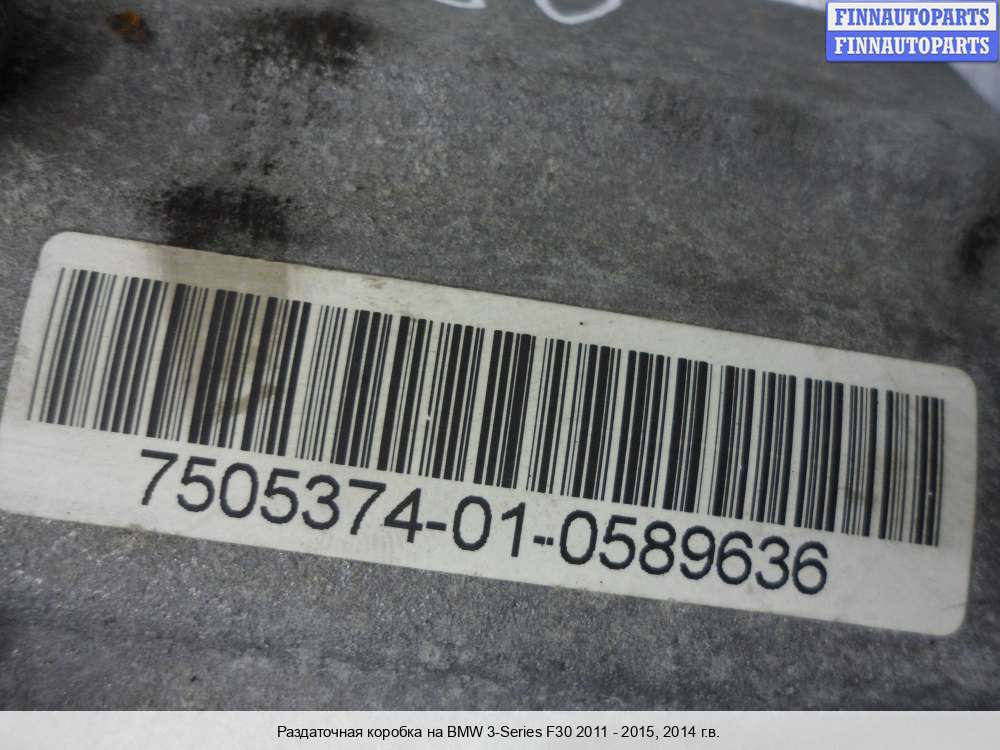 FINNAUTOPARTS
FINNAUTOPARTS
7505374-01-0589636
Раздаточная коробка на BMW 3-Series F30 2011 - 2015, 2014 г.в.